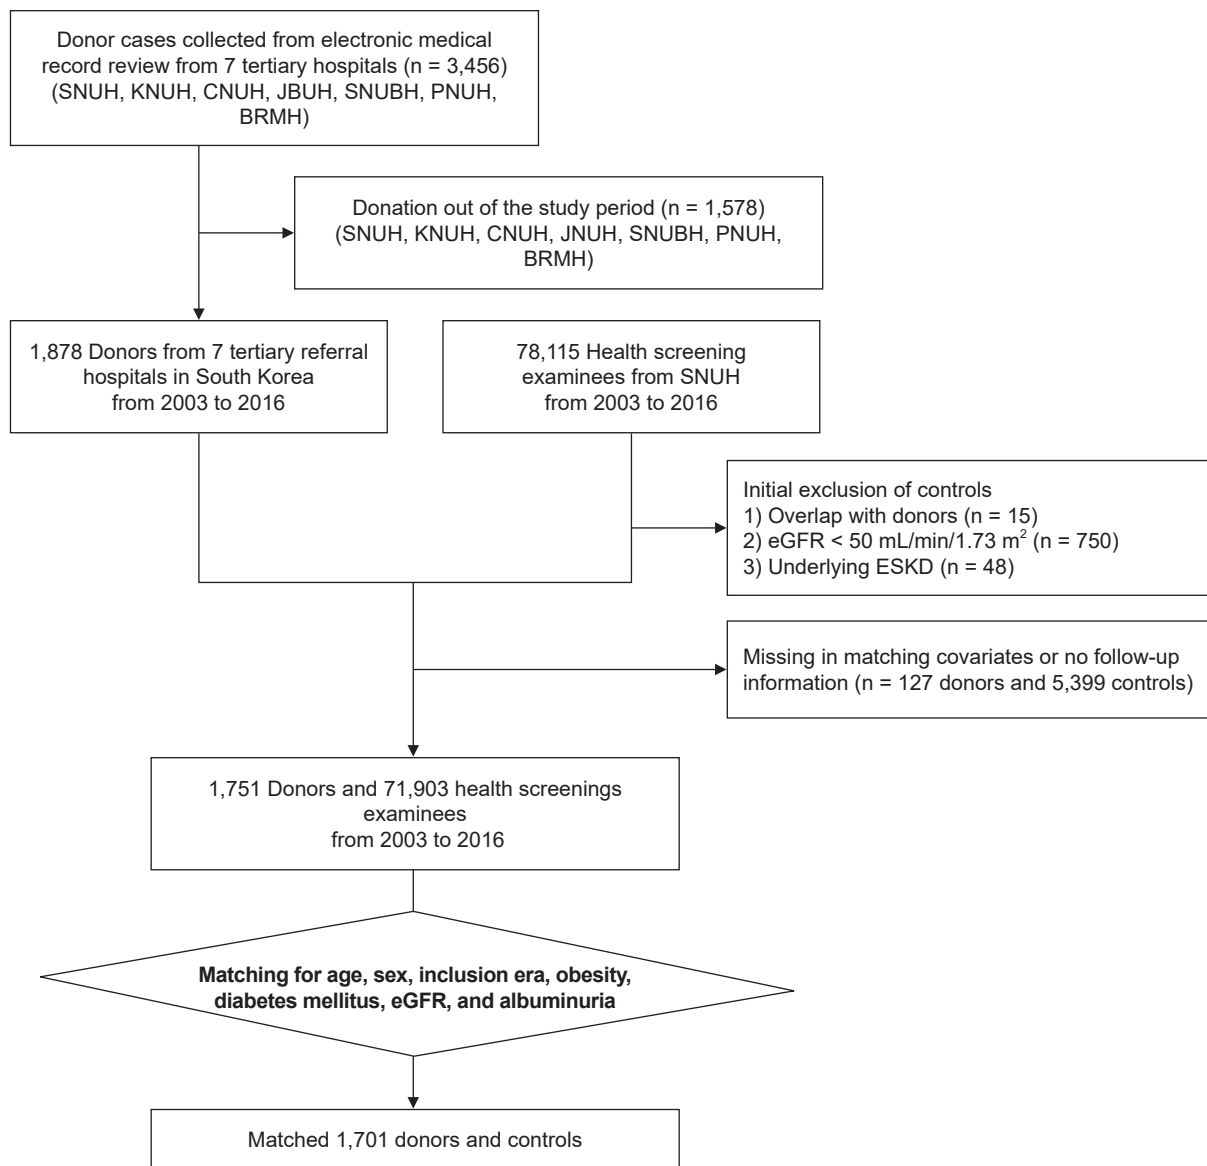 Donor cases collected from electronic medical
record review from 7 tertiary hospitals (n = 3,456)
(SNUH, KNUH, CNUH, JBUH, SNUBH, PNUH,
BRMH)
Donation out of the study period (n = 1,578)
(SNUH, KNUH, CNUH, JNUH, SNUBH, PNUH,
BRMH)
1,878 Donors from 7 tertiary referral
hospitals in South Korea
from 2003 to 2016
78,115 Health screening
examinees from SNUH
from 2003 to 2016
Initial exclusion of controls
1) Overlap with donors (n = 15)
2) eGFR < 50 mL/min/1.73 m² (n = 750)
3) Underlying ESKD (n = 48)
Missing in matching covariates or no follow-up
information (n = 127 donors and 5,399 controls)
1,751 Donors and 71,903 health screenings
examinees
from 2003 to 2016
Matching for age, sex, inclusion era, obesity,
diabetes mellitus, eGFR, and albuminuria
Matched 1,701 donors and controls